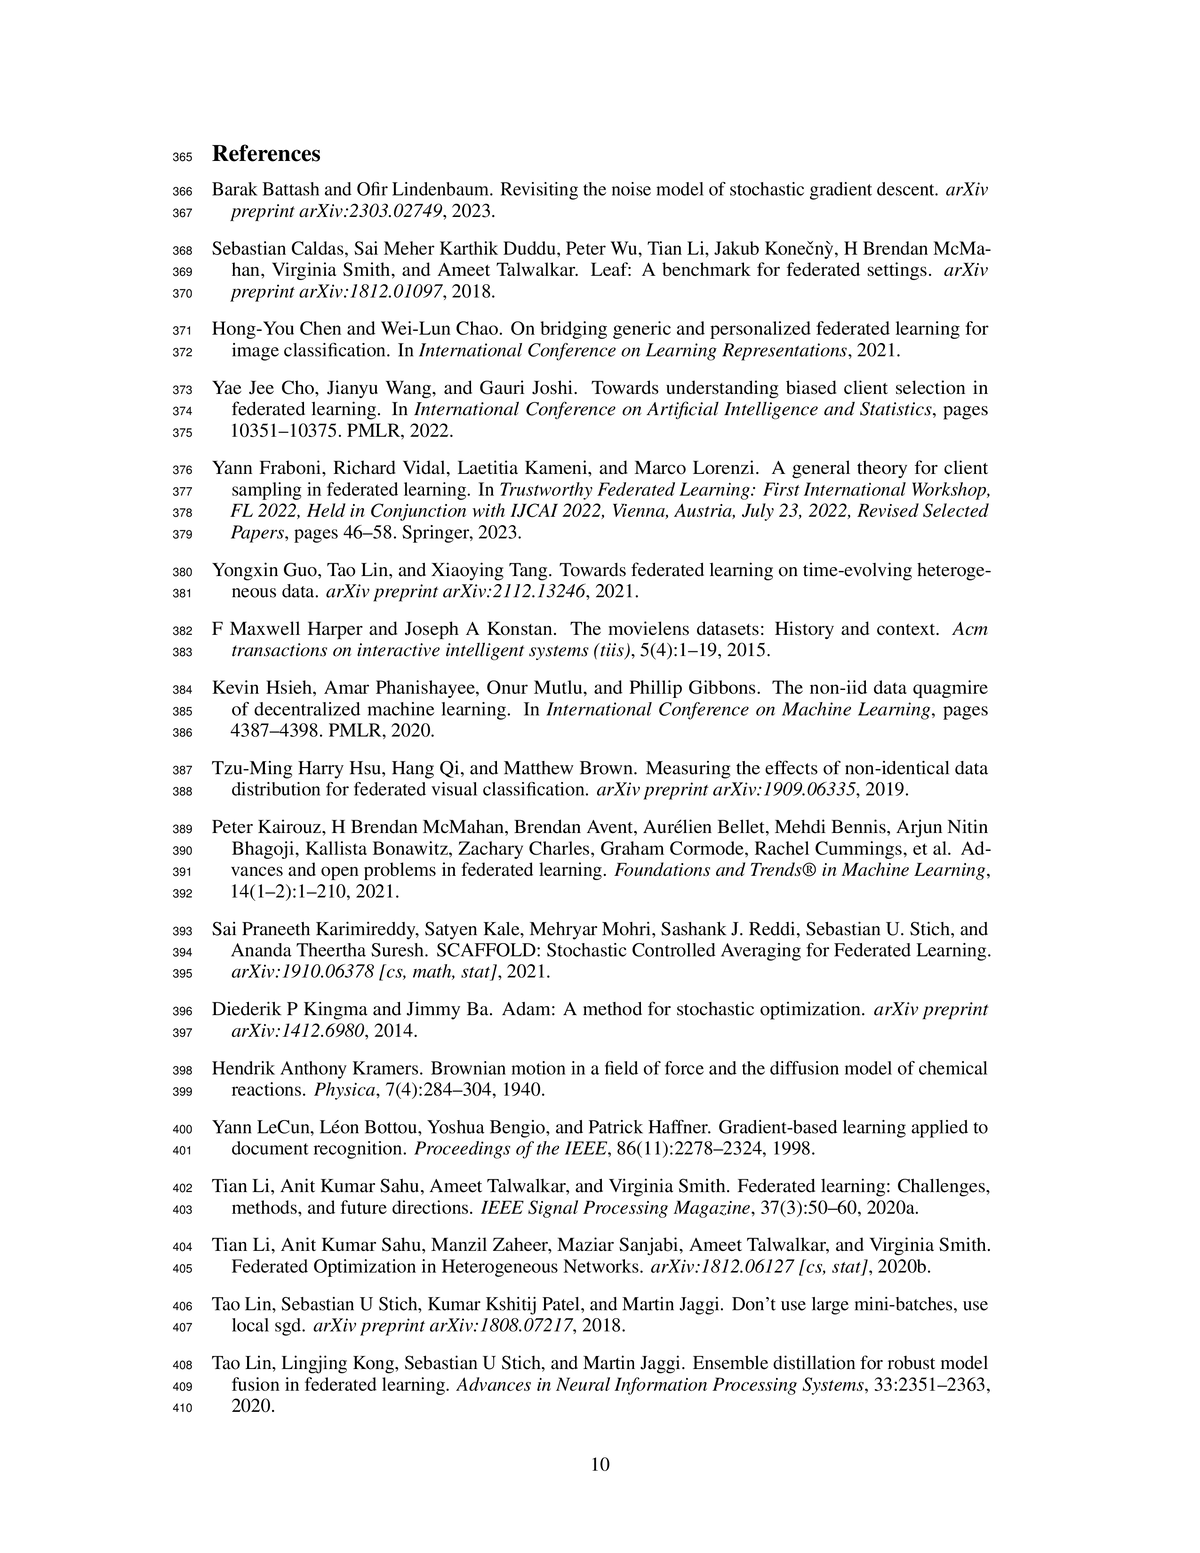 365 References
366 Barak Battash and Ofir Lindenbaum. Revisiting the noise model of stochastic gradient descent. arXiv
367 preprint arXiv:2303.02749, 2023.
368 Sebastian Caldas, Sai Meher Karthik Duddu, Peter Wu, Tian Li, Jakub Konečnỳ, H Brendan McMa-
369 han, Virginia Smith, and Ameet Talwalkar. Leaf: A benchmark for federated settings. arXiv
370 preprint arXiv:1812.01097, 2018.
371 Hong-You Chen and Wei-Lun Chao. On bridging generic and personalized federated learning for
372 image classification. In International Conference on Learning Representations, 2021.
373 Yae Jee Cho, Jianyu Wang, and Gauri Joshi. Towards understanding biased client selection in
374 federated learning. In International Conference on Artificial Intelligence and Statistics, pages
375 10351–10375. PMLR, 2022.
376 Yann Fraboni, Richard Vidal, Laetitia Kameni, and Marco Lorenzi. A general theory for client
377 sampling in federated learning. In Trustworthy Federated Learning: First International Workshop,
378 FL 2022, Held in Conjunction with IJCAI 2022, Vienna, Austria, July 23, 2022, Revised Selected
379 Papers, pages 46–58. Springer, 2023.
380 Yongxin Guo, Tao Lin, and Xiaoying Tang. Towards federated learning on time-evolving heteroge-
381 neous data. arXiv preprint arXiv:2112.13246, 2021.
382 F Maxwell Harper and Joseph A Konstan. The movielens datasets: History and context. Acm
383 transactions on interactive intelligent systems (tiis), 5(4):1–19, 2015.
384 Kevin Hsieh, Amar Phanishayee, Onur Mutlu, and Phillip Gibbons. The non-iid data quagmire
385 of decentralized machine learning. In International Conference on Machine Learning, pages
386 4387–4398. PMLR, 2020.
387 Tzu-Ming Harry Hsu, Hang Qi, and Matthew Brown. Measuring the effects of non-identical data
388 distribution for federated visual classification. arXiv preprint arXiv:1909.06335, 2019.
389 Peter Kairouz, H Brendan McMahan, Brendan Avent, Aurélien Bellet, Mehdi Bennis, Arjun Nitin
390 Bhagoji, Kallista Bonawitz, Zachary Charles, Graham Cormode, Rachel Cummings, et al. Ad-
391 vances and open problems in federated learning. Foundations and Trends® in Machine Learning,
392 14(1–2):1–210, 2021.
393 Sai Praneeth Karimireddy, Satyen Kale, Mehryar Mohri, Sashank J. Reddi, Sebastian U. Stich, and
394 Ananda Theertha Suresh. SCAFFOLD: Stochastic Controlled Averaging for Federated Learning.
395 arXiv:1910.06378 [cs, math, stat], 2021.
396 Diederik P Kingma and Jimmy Ba. Adam: A method for stochastic optimization. arXiv preprint
397 arXiv:1412.6980, 2014.
398 Hendrik Anthony Kramers. Brownian motion in a field of force and the diffusion model of chemical
399 reactions. Physica, 7(4):284–304, 1940.
400 Yann LeCun, Léon Bottou, Yoshua Bengio, and Patrick Haffner. Gradient-based learning applied to
401 document recognition. Proceedings of the IEEE, 86(11):2278–2324, 1998.
402 Tian Li, Anit Kumar Sahu, Ameet Talwalkar, and Virginia Smith. Federated learning: Challenges,
403 methods, and future directions. IEEE Signal Processing Magazine, 37(3):50–60, 2020a.
404 Tian Li, Anit Kumar Sahu, Manzil Zaheer, Maziar Sanjabi, Ameet Talwalkar, and Virginia Smith.
405 Federated Optimization in Heterogeneous Networks. arXiv:1812.06127 [cs, stat], 2020b.
406 Tao Lin, Sebastian U Stich, Kumar Kshitij Patel, and Martin Jaggi. Don't use large mini-batches, use
407 local sgd. arXiv preprint arXiv:1808.07217, 2018.
408 Tao Lin, Lingjing Kong, Sebastian U Stich, and Martin Jaggi. Ensemble distillation for robust model
409 fusion in federated learning. Advances in Neural Information Processing Systems, 33:2351–2363,
410 2020.
10